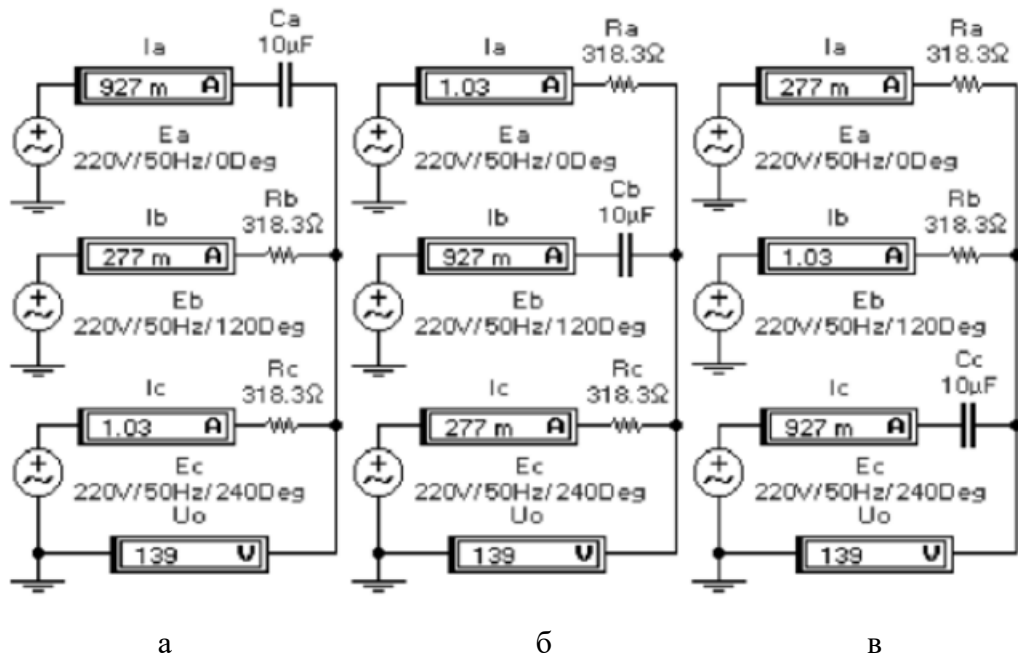 Ca
10µF
Ia
927 m A
Ea
220V/50Hz/0Deg
Ib
Rb
318.3Ω
277 m A
Eb
220V/50Hz/120Deg
Ic
Rc
318.3Ω
1.03 A
Ec
220V/50Hz/240Deg
Uo
139 V
а
Ra
318.3Ω
Ia
1.03 A
Ea
220V/50Hz/0Deg
Cb
10µF
Ib
927 m A
Eb
220V/50Hz/120Deg
Ic
Rc
318.3Ω
277 m A
Ec
220V/50Hz/240Deg
Uo
139 V
б
Ra
318.3Ω
Ia
277 m A
Ea
220V/50Hz/0Deg
Ib
Rb
318.3Ω
1.03 A
Eb
220V/50Hz/120Deg
Cc
10µF
Ic
927 m A
Ec
220V/50Hz/240Deg
Uo
139 V
в